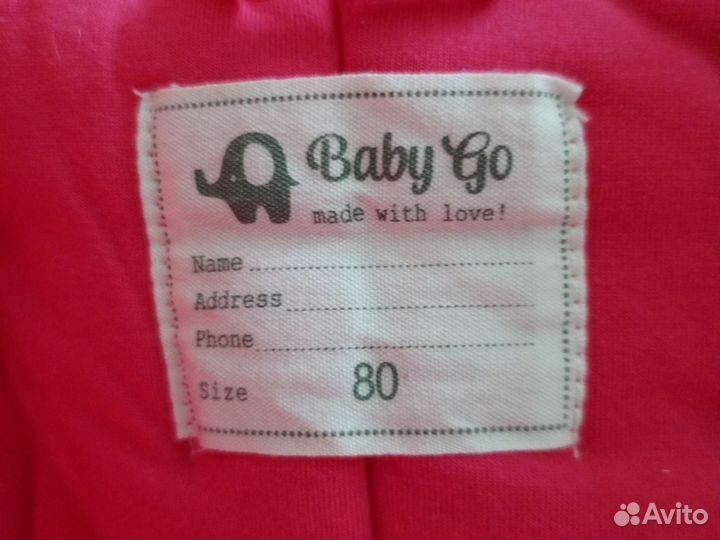 Baby Go
made with love!
Name
Address
Phone
Size 80
Avito